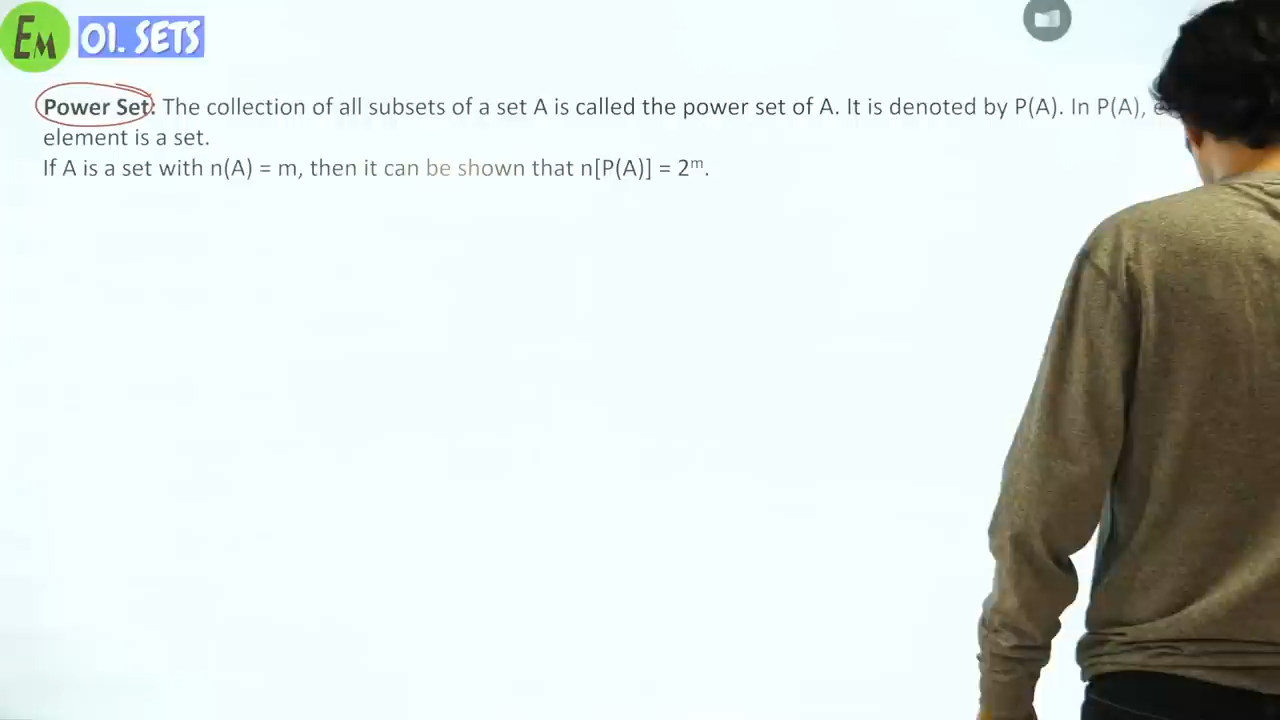 EM 01. SETS
Power Set: The collection of all subsets of a set A is called the power set of A. It is denoted by P(A). In P(A),
element is a set.
If A is a set with n(A) = m, then it can be shown that n[P(A)] = 2ᵐ.